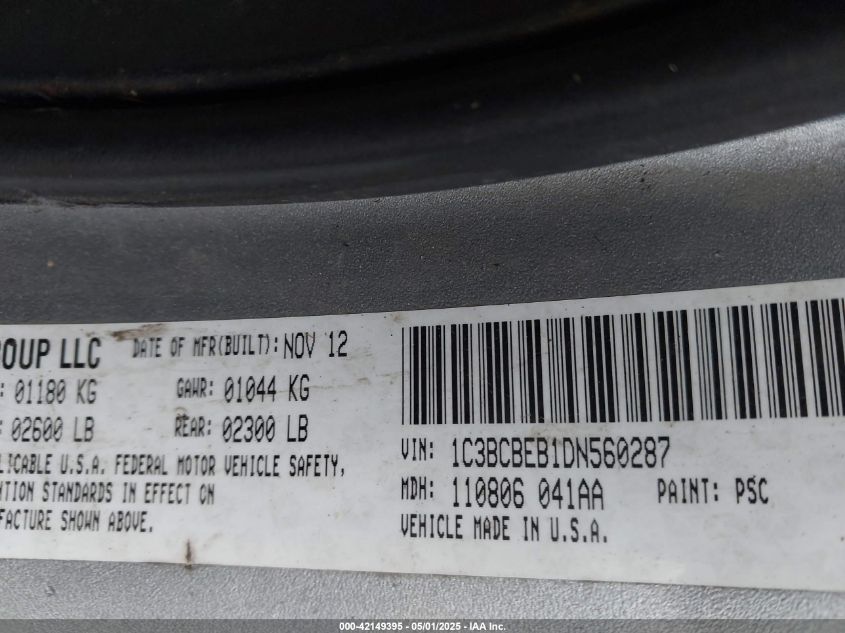 ROUP LLC DATE OF MFR(BUILT): NOV 12
: 01180 KG GAWR: 01044 KG
: 02600 LB REAR: 02300 LB
LICABLE U.S.A. FEDERAL MOTOR VEHICLE SAFETY,
NTION STANDARDS IN EFFECT ON
FACTURE SHOWN ABOVE.
VIN: 1C3BCBEB1DN560287
MDH: 110806 041AA PAINT: PSC
VEHICLE MADE IN U.S.A.
000-42149395 - 05/01/2025 - IAA Inc.